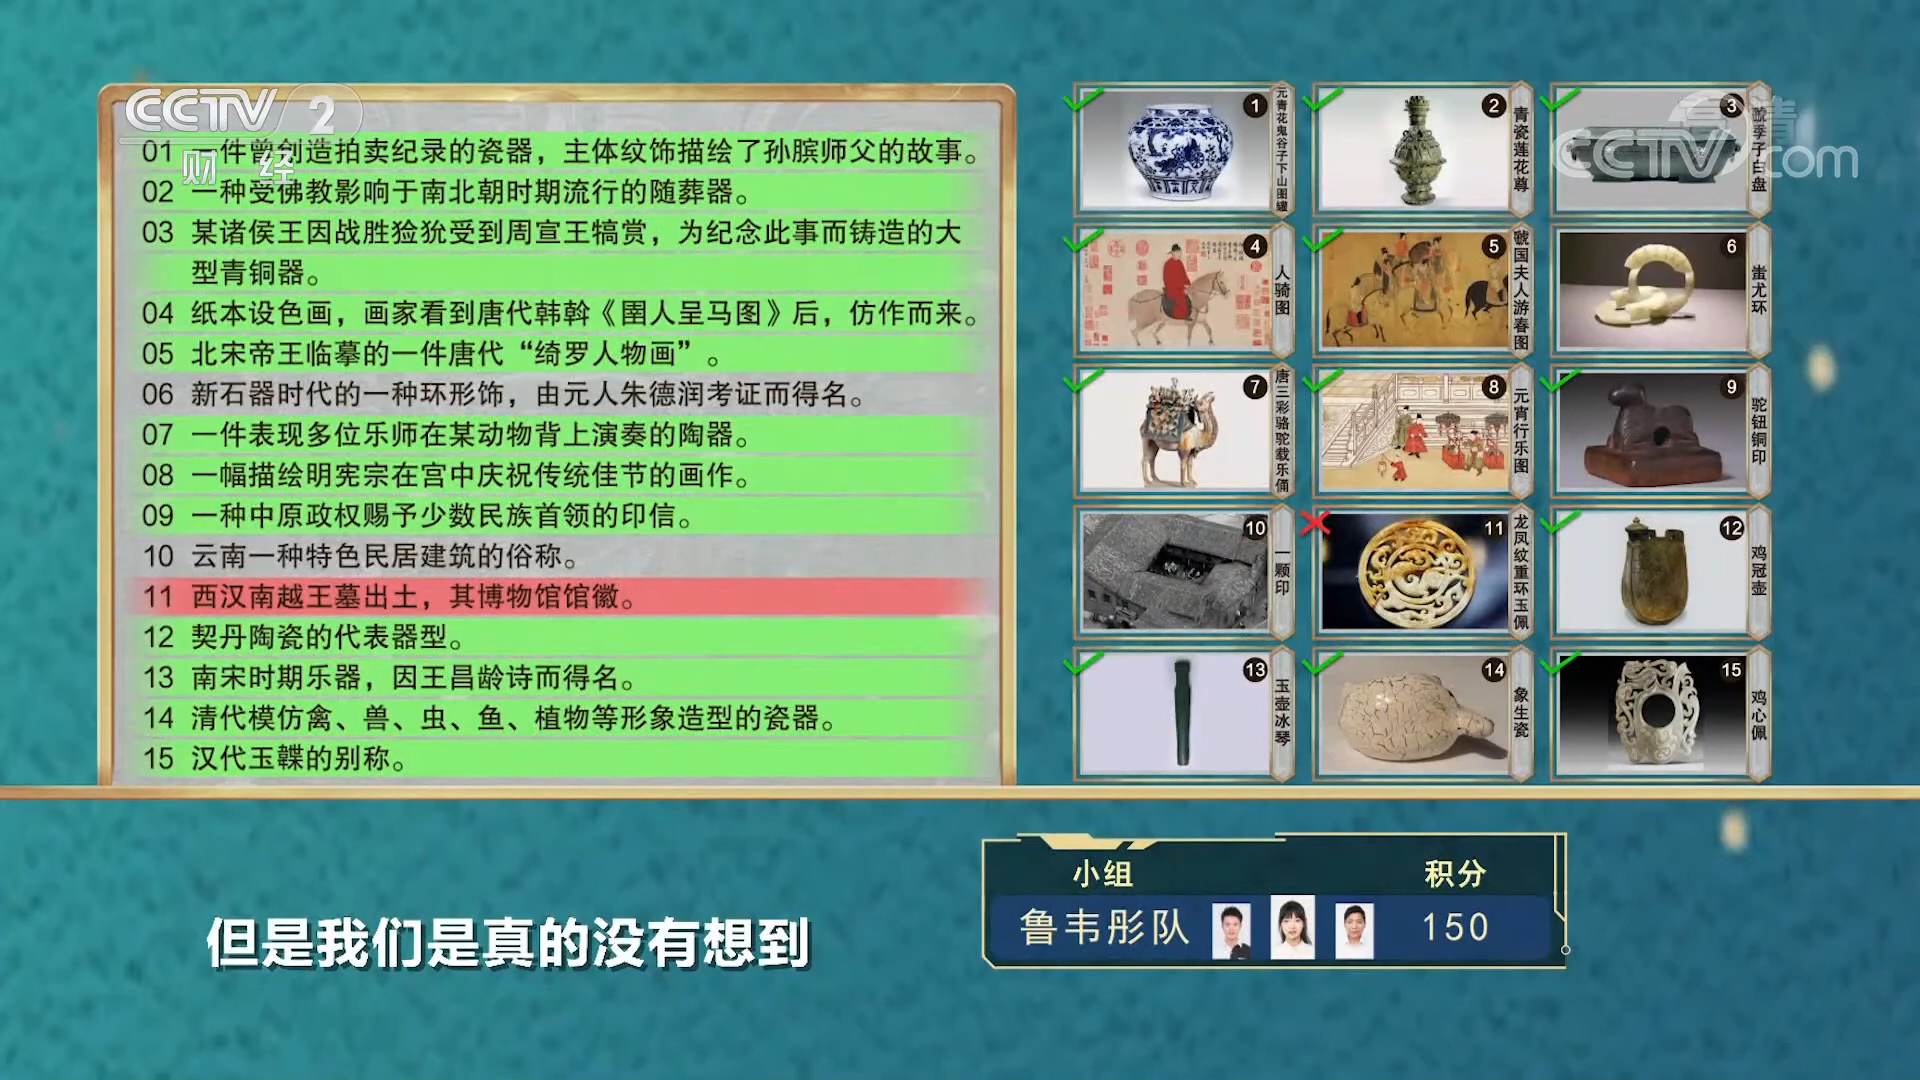 CCTV 2
财经
01 一件曾创造拍卖纪录的瓷器，主体纹饰描绘了孙膑师父的故事。
02 一种受佛教影响于南北朝时期流行的随葬器。
03 某诸侯王因战胜猃狁受到周宣王犒赏，为纪念此事而铸造的大
型青铜器。
04 纸本设色画，画家看到唐代韩斡《圉人呈马图》后，仿作而来。
05 北宋帝王临摹的一件唐代“绮罗人物画”。
06 新石器时代的一种环形饰，由元人朱德润考证而得名。
07 一件表现多位乐师在某动物背上演奏的陶器。
08 一幅描绘明宪宗在宫中庆祝传统佳节的画作。
09 一种中原政权赐予少数民族首领的印信。
10 云南一种特色民居建筑的俗称。
11 西汉南越王墓出土，其博物馆馆徽。
12 契丹陶瓷的代表器型。
13 南宋时期乐器，因王昌龄诗而得名。
14 清代模仿禽、兽、虫、鱼、植物等形象造型的瓷器。
15 汉代玉韘的别称。
1 元青花鬼谷子下山图罐
2 青瓷莲花尊
3 虢季子白盘
高清
CCTV.com
4 人骑图
5 虢国夫人游春图
6 蚩尤环
7 唐三彩骆驼载乐俑
8 元宵行乐图
9 驼钮铜印
10 一颗印
11 龙凤纹重环玉佩
12 鸡冠壶
13 玉壶冰琴
14 象生瓷
15 鸡心佩
小组 积分
鲁韦彤队 150
但是我们是真的没有想到